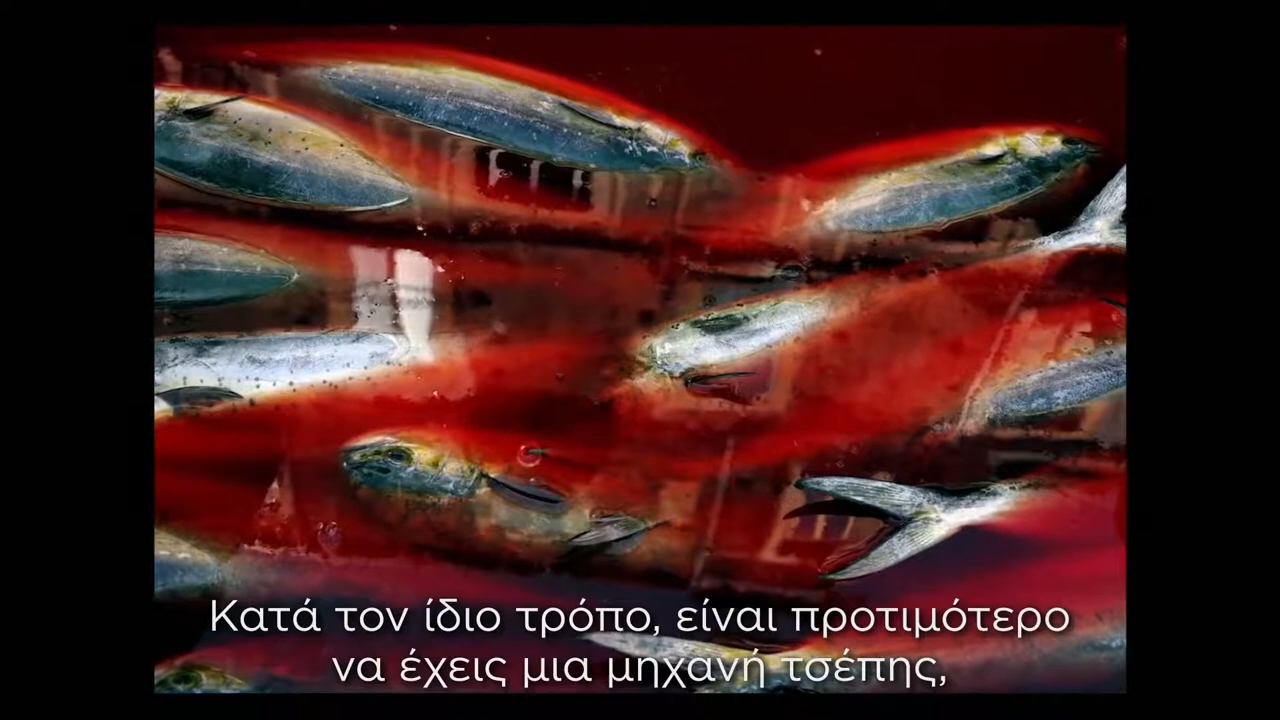 Κατά τον ίδιο τρόπο, είναι προτιμότερο
να έχεις μια μηχανή τσέπης,